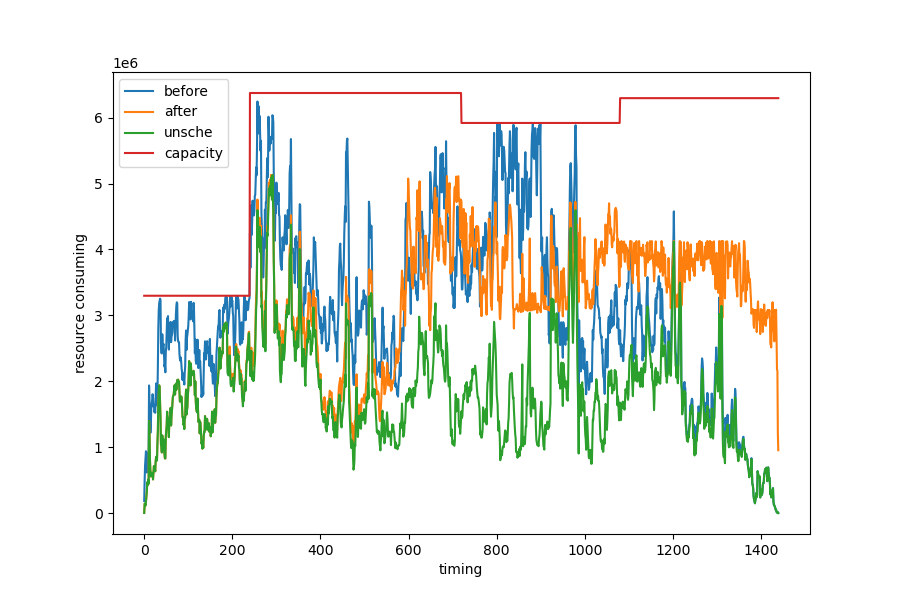 1e6
before
after
unsche
capacity
6
5
4
3
2
1
0
resource consuming
0 200 400 600 800 1000 1200 1400
timing